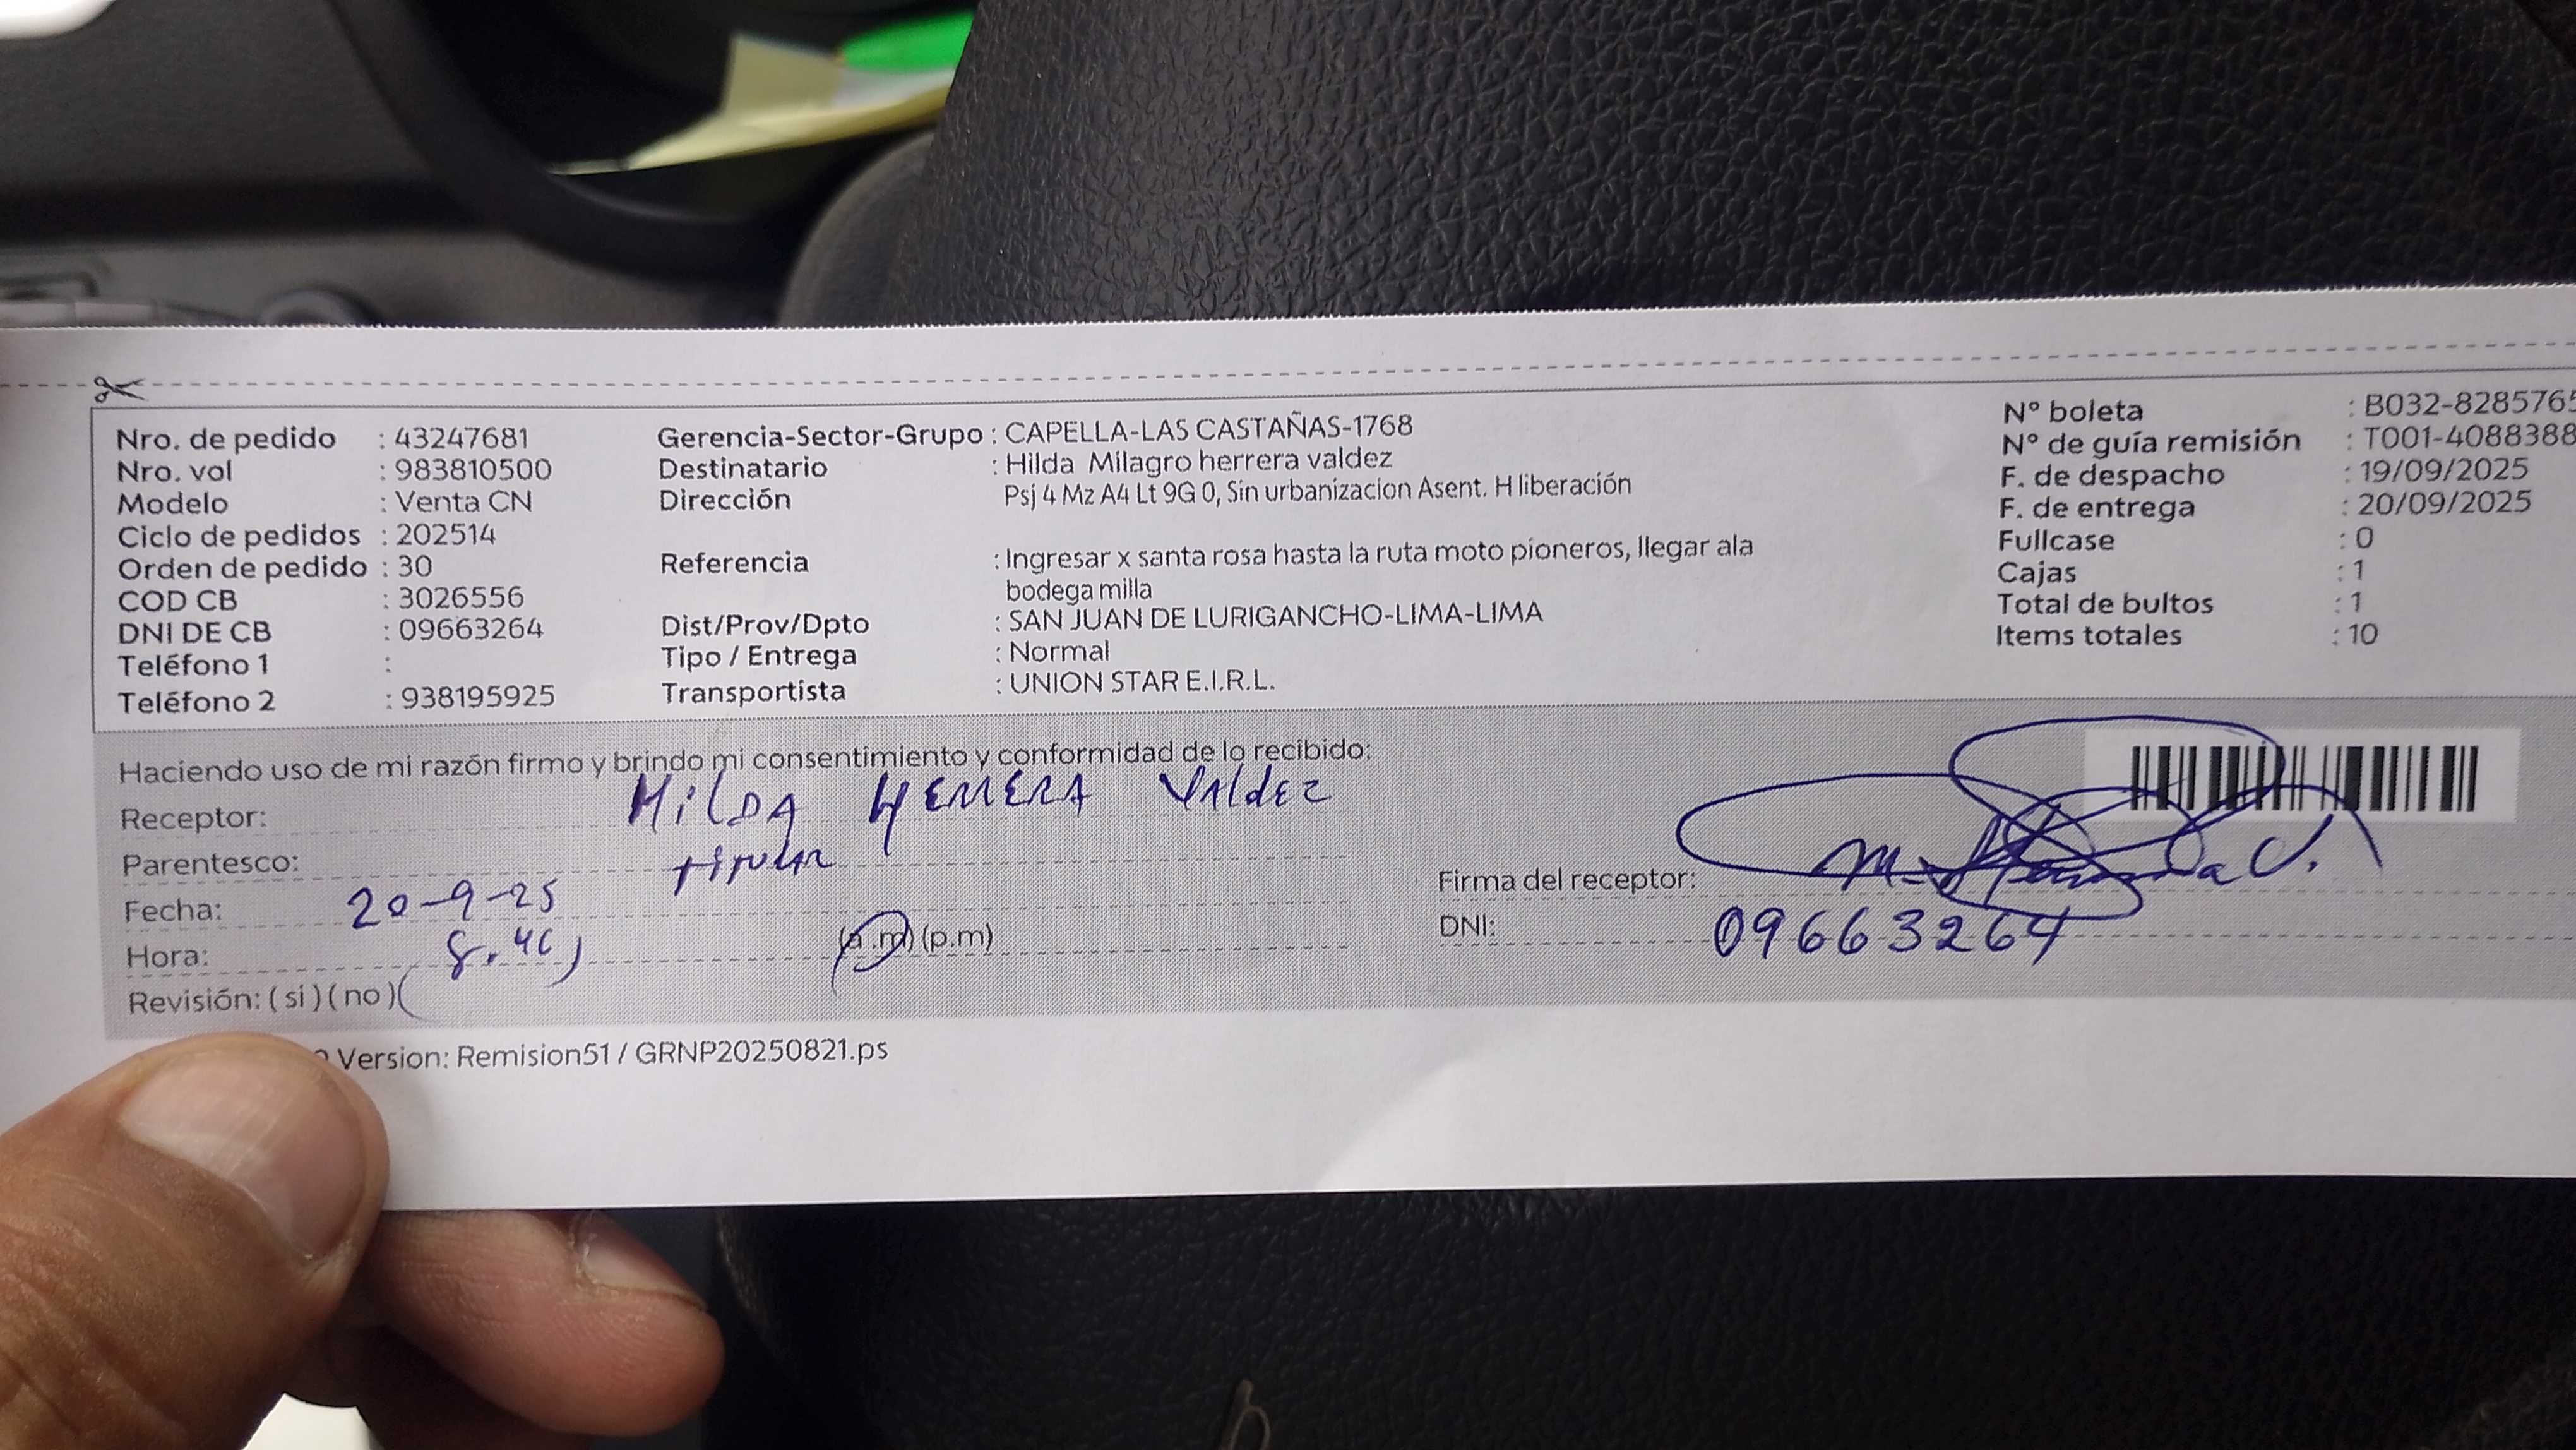 Nro. de pedido : 43247681
Nro. vol : 983810500
Modelo : Venta CN
Ciclo de pedidos : 202514
Orden de pedido : 30
COD CB : 3026556
DNI DE CB : 09663264
Teléfono 1 :
Teléfono 2 : 938195925
Gerencia-Sector-Grupo : CAPELLA-LAS CASTAÑAS-1768
Destinatario : Hilda Milagro herrera valdez
Dirección Psj 4 Mz A4 Lt 9G 0, Sin urbanizacion Asent. H liberación
Referencia : Ingresar x santa rosa hasta la ruta moto pioneros, llegar ala
bodega milla
Dist/Prov/Dpto : SAN JUAN DE LURIGANCHO-LIMA-LIMA
Tipo / Entrega : Normal
Transportista : UNION STAR E.I.R.L.
N° boleta : B032-8285765
N° de guía remisión : T001-4088388
F. de despacho : 19/09/2025
F. de entrega : 20/09/2025
Fullcase : 0
Cajas : 1
Total de bultos : 1
Items totales : 10
Haciendo uso de mi razón firmo y brindo mi consentimiento y conformidad de lo recibido:
Receptor: HilDA HERRERA VAldEz
Parentesco: titular
Fecha: 20-9-25
Hora: (a.m) (p.m)
Revisión: ( si ) ( no )
Firma del receptor:
DNI: 09663264
Version: Remision51 / GRNP20250821.ps